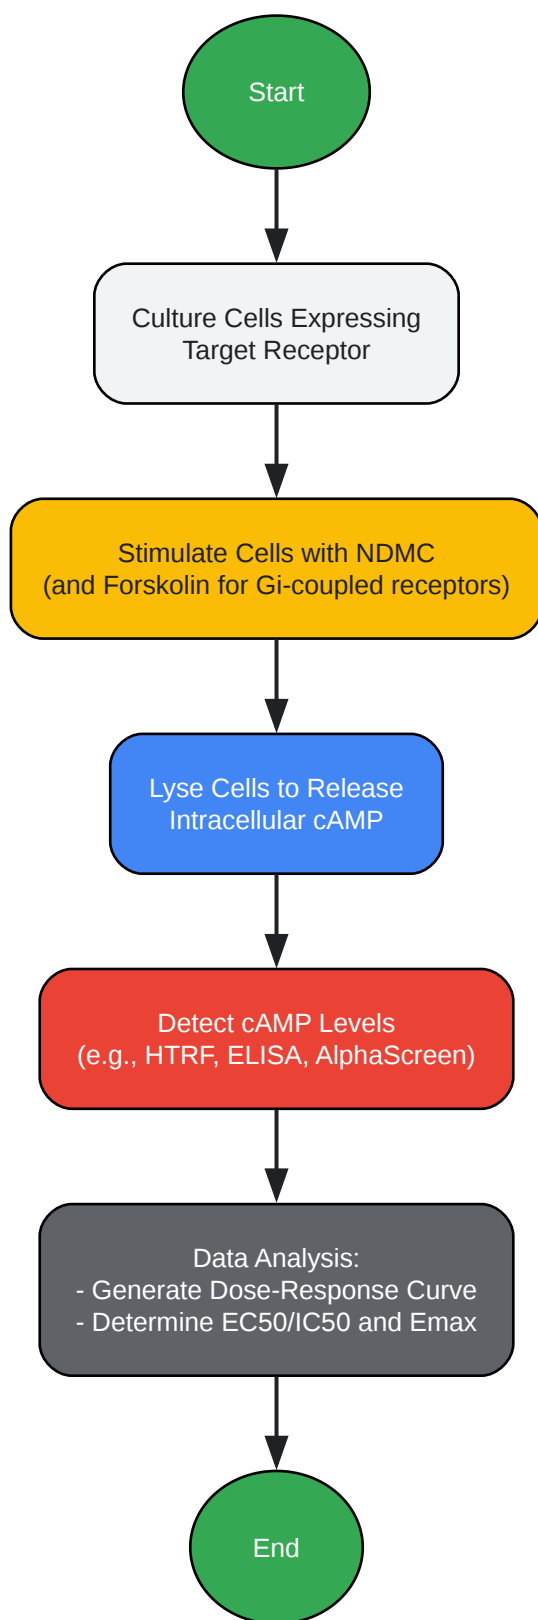 Start
Culture Cells Expressing
Target Receptor
Stimulate Cells with NDMC
(and Forskolin for Gi-coupled receptors)
Lyse Cells to Release
Intracellular cAMP
Detect cAMP Levels
(e.g., HTRF, ELISA, AlphaScreen)
Data Analysis:
- Generate Dose-Response Curve
- Determine EC50/IC50 and Emax
End